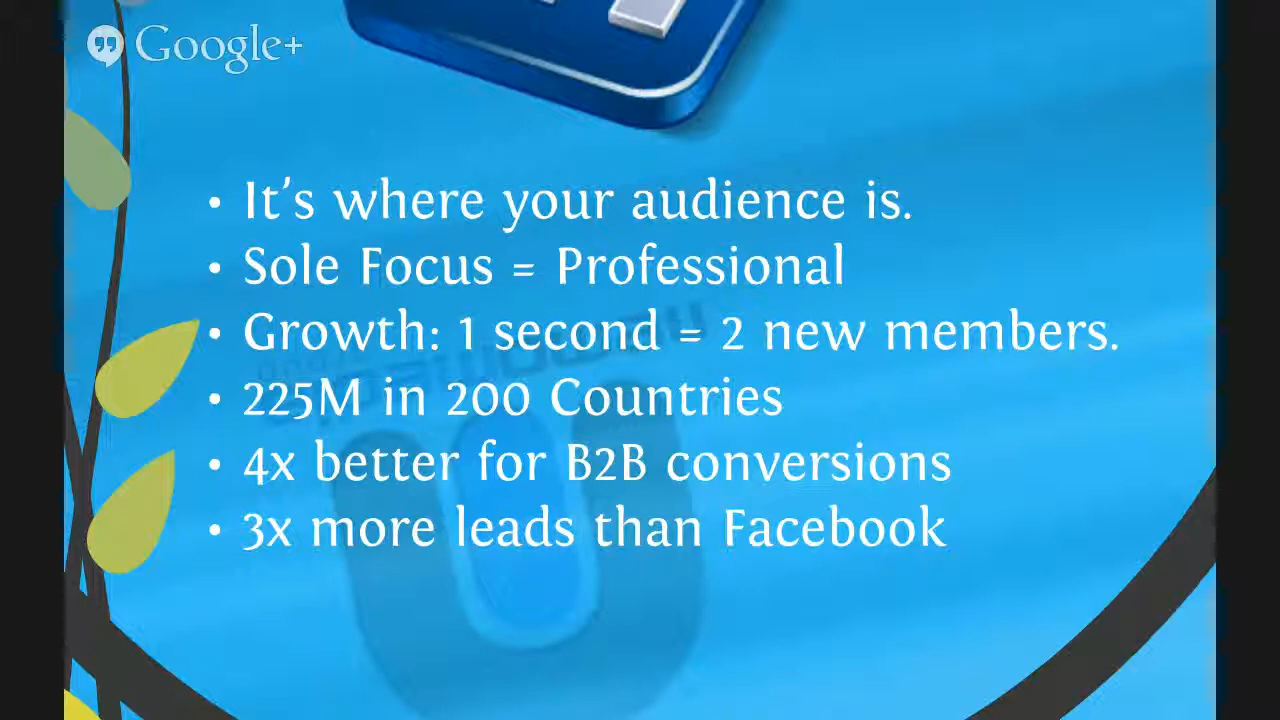 Google+
• It's where your audience is.
• Sole Focus = Professional
• Growth: 1 second = 2 new members.
• 225M in 200 Countries
• 4x better for B2B conversions
• 3x more leads than Facebook